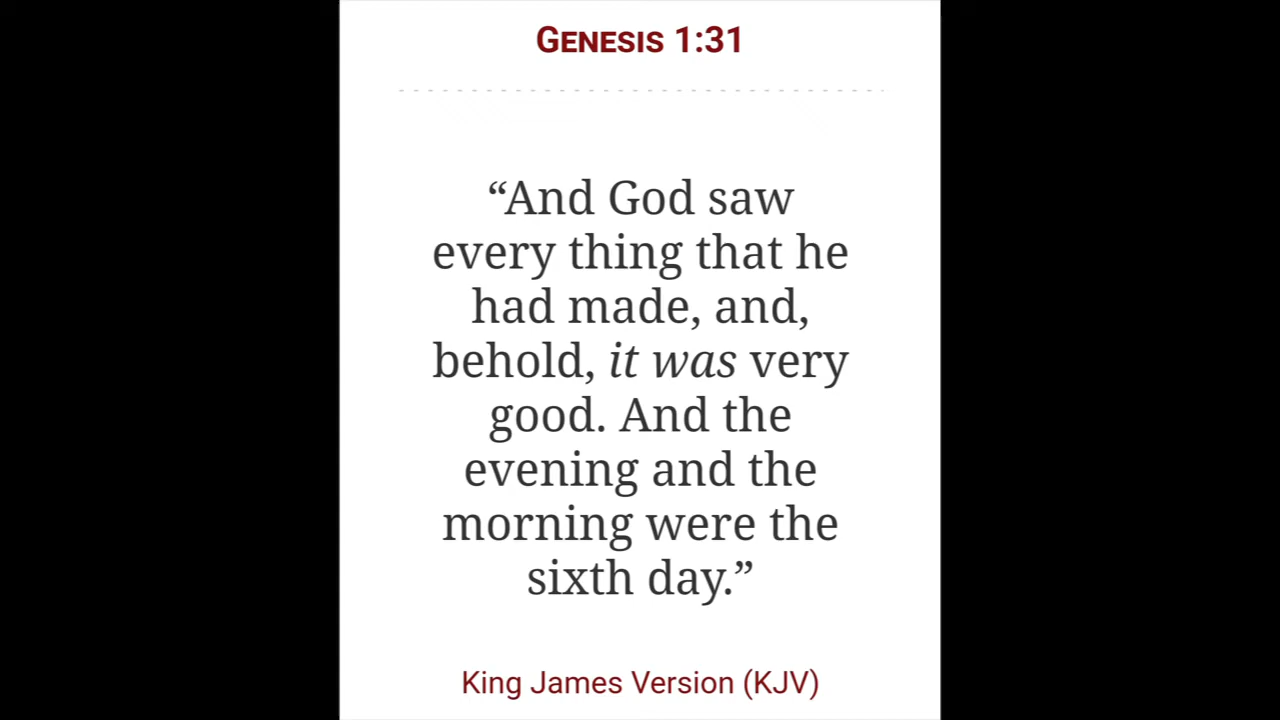 GENESIS 1:31
“And God saw
every thing that he
had made, and,
behold, it was very
good. And the
evening and the
morning were the
sixth day.”
King James Version (KJV)